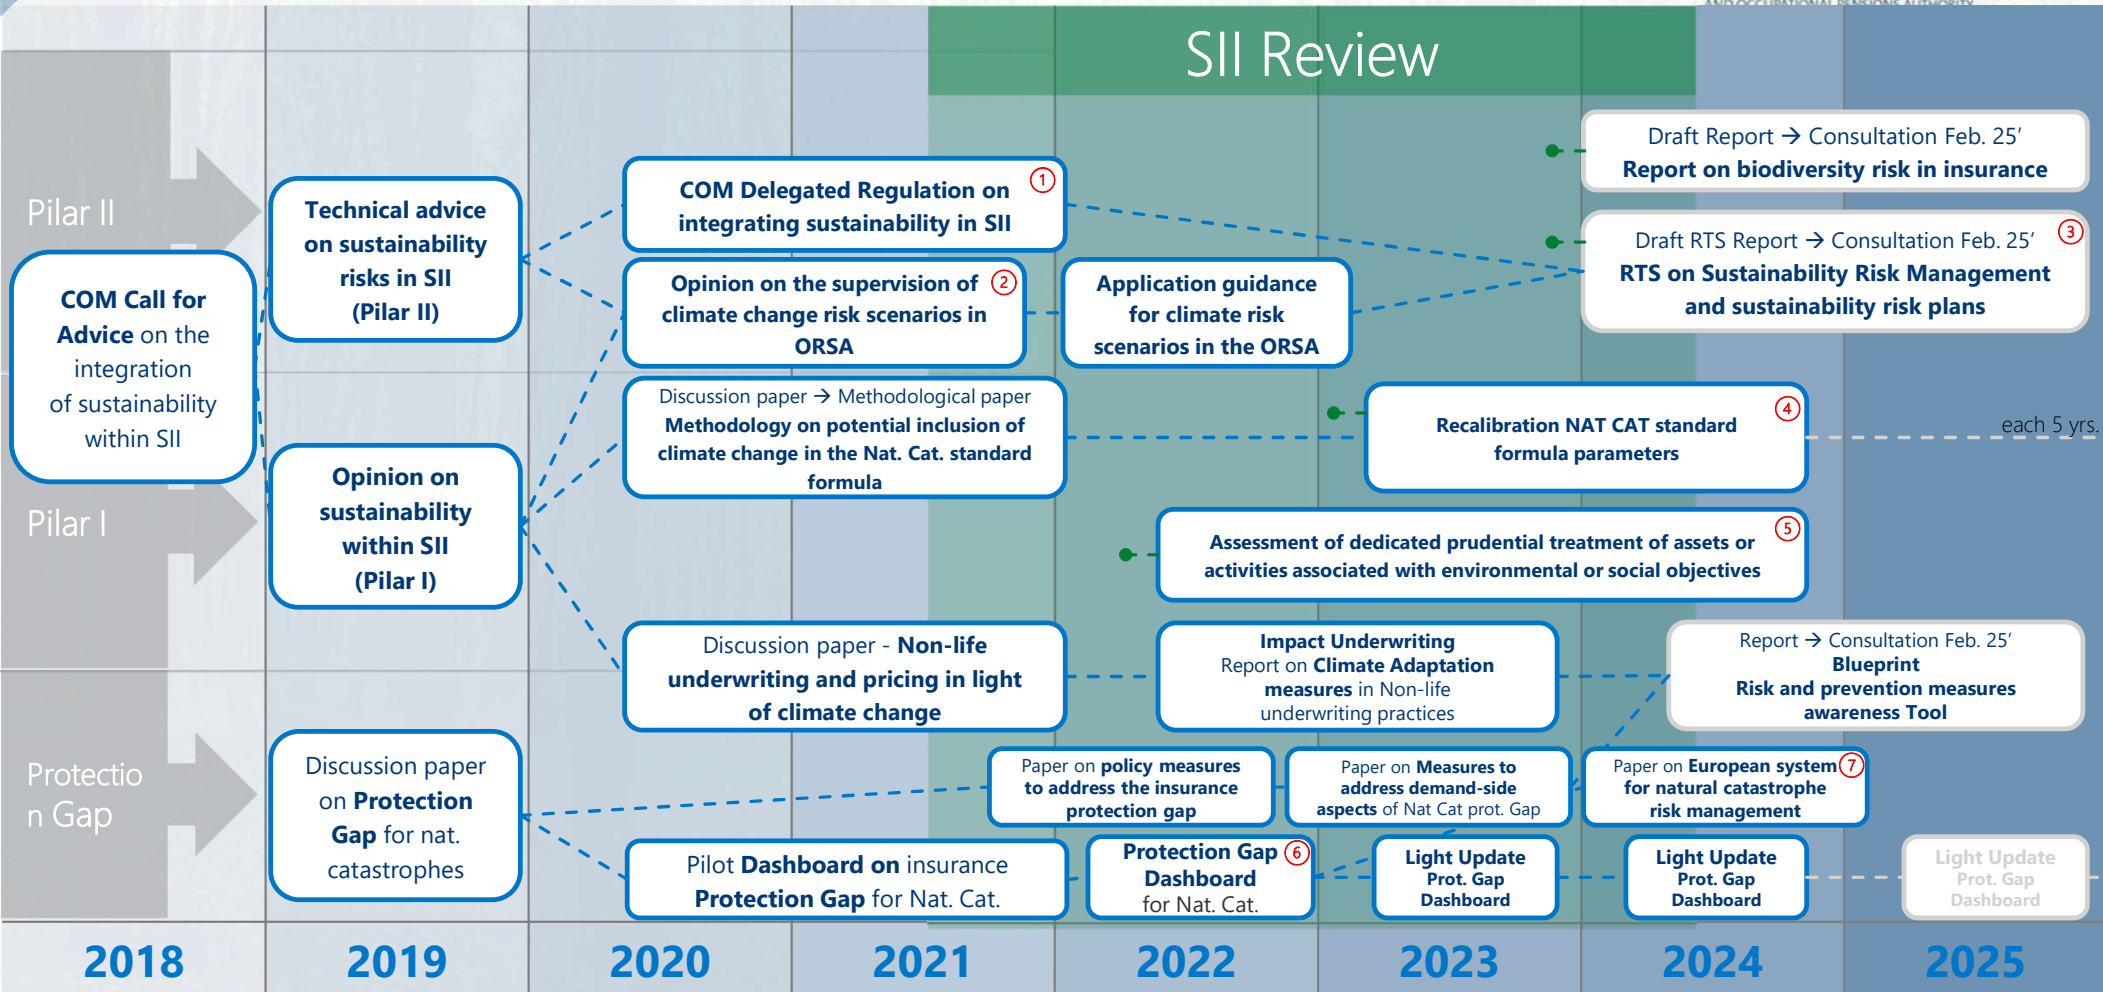 AND OCCUPATIONAL PENSIONS AUTHORITY
SII Review
Pilar II
Pilar I
Protectio
n Gap
COM Call for
Advice on the
integration
of sustainability
within SII
Technical advice
on sustainability
risks in SII
(Pilar II)
Opinion on
sustainability
within SII
(Pilar I)
Discussion paper
on Protection
Gap for nat.
catastrophes
COM Delegated Regulation on
integrating sustainability in SII
1
Opinion on the supervision of
climate change risk scenarios in
ORSA
2
Application guidance
for climate risk
scenarios in the ORSA
Draft Report → Consultation Feb. 25’
Report on biodiversity risk in insurance
Draft RTS Report → Consultation Feb. 25’
RTS on Sustainability Risk Management
and sustainability risk plans
3
Discussion paper → Methodological paper
Methodology on potential inclusion of
climate change in the Nat. Cat. standard
formula
Recalibration NAT CAT standard
formula parameters
4
each 5 yrs.
Assessment of dedicated prudential treatment of assets or
activities associated with environmental or social objectives
5
Discussion paper - Non-life
underwriting and pricing in light
of climate change
Impact Underwriting
Report on Climate Adaptation
measures in Non-life
underwriting practices
Report → Consultation Feb. 25’
Blueprint
Risk and prevention measures
awareness Tool
Paper on policy measures
to address the insurance
protection gap
Paper on Measures to
address demand-side
aspects of Nat Cat prot. Gap
Paper on European system
for natural catastrophe
risk management
7
Pilot Dashboard on insurance
Protection Gap for Nat. Cat.
Protection Gap
Dashboard
for Nat. Cat.
6
Light Update
Prot. Gap
Dashboard
Light Update
Prot. Gap
Dashboard
Light Update
Prot. Gap
Dashboard
2018
2019
2020
2021
2022
2023
2024
2025